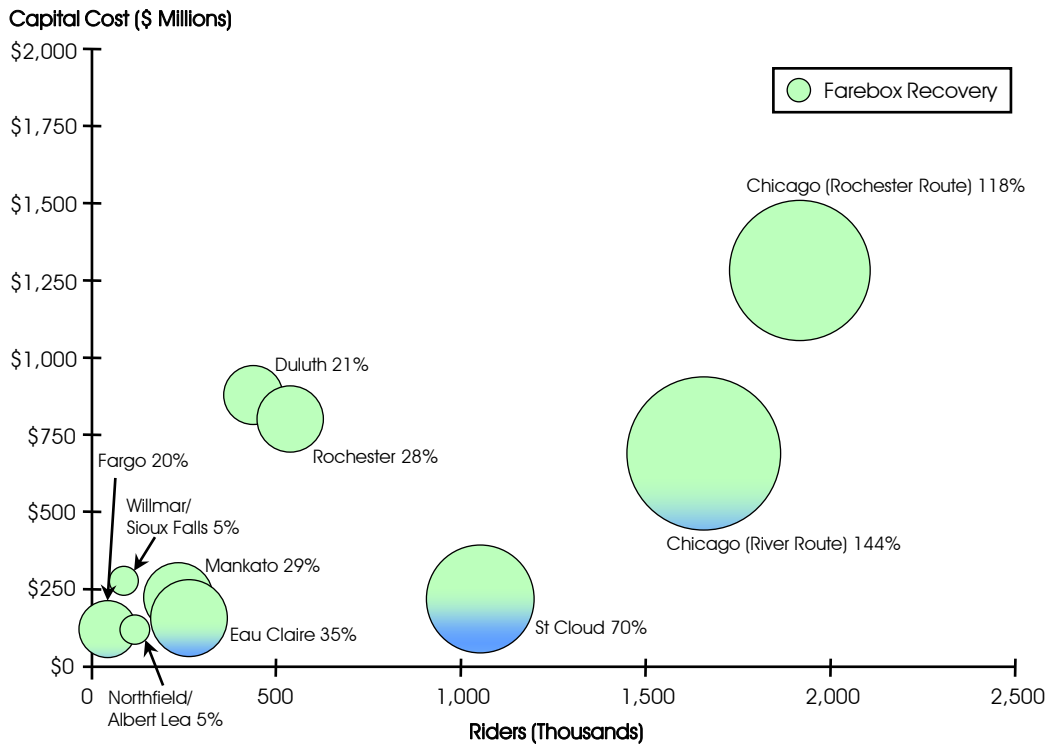 Capital Cost ($ Millions)
$2,000
$1,750
$1,500
$1,250
$1,000
$750
$500
$250
$0
Farebox Recovery
Chicago (Rochester Route) 118%
Duluth 21%
Rochester 28%
Fargo 20%
Willmar/
Sioux Falls 5%
Chicago (River Route) 144%
Mankato 29%
Eau Claire 35%
St Cloud 70%
Northfield/
Albert Lea 5%
0
500
1,000
1,500
2,000
2,500
Riders (Thousands)